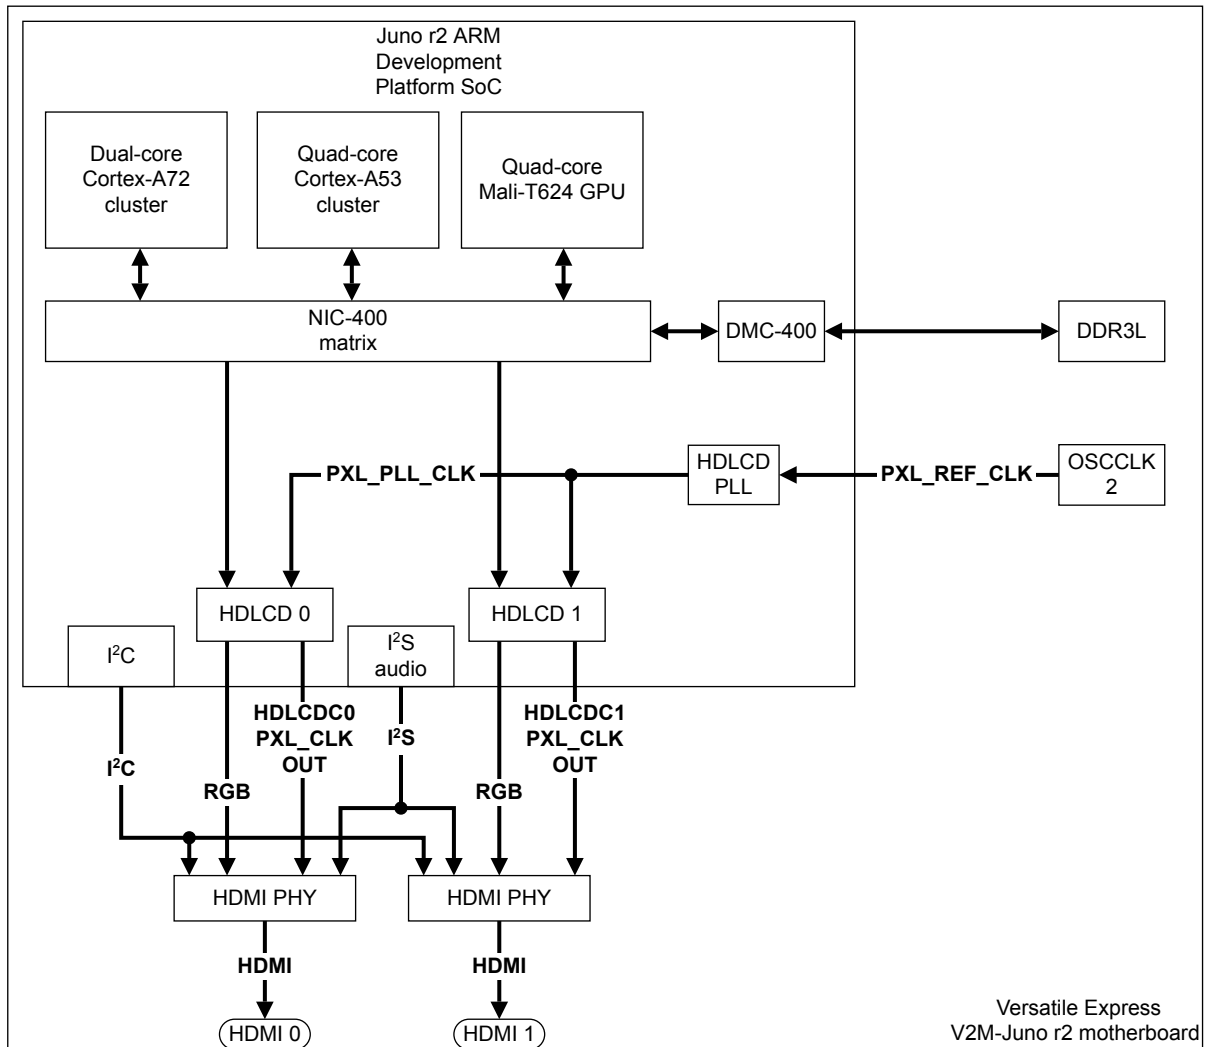 Juno r2 ARM
Development
Platform SoC
Dual-core
Cortex-A72
cluster
Quad-core
Cortex-A53
cluster
Quad-core
Mali-T624 GPU
NIC-400
matrix
DMC-400
DDR3L
PXL_PLL_CLK
HDLCD
PLL
PXL_REF_CLK
OSCCLK
2
HDLCD 0
HDLCD 1
I²C
I²S
audio
HDLCDC0
PXL_CLK
OUT
I²S
HDLCDC1
PXL_CLK
OUT
I²C
RGB
RGB
HDMI PHY
HDMI PHY
HDMI
HDMI
HDMI 0
HDMI 1
Versatile Express
V2M-Juno r2 motherboard